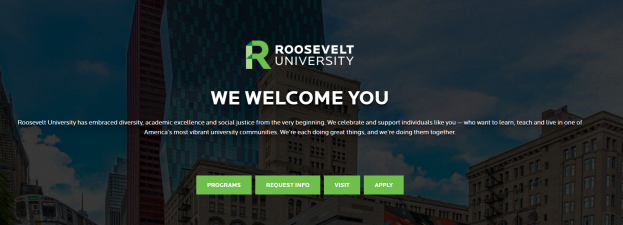 ROOSEVELT
UNIVERSITY
WE WELCOME YOU
Roosevelt University has embraced diversity, academic excellence and social justice from the very beginning. We celebrate and support individuals like you — who want to learn, teach and live in one of
America's most vibrant university communities. We're each doing great things, and we're doing them together.
PROGRAMS REQUEST INFO VISIT APPLY